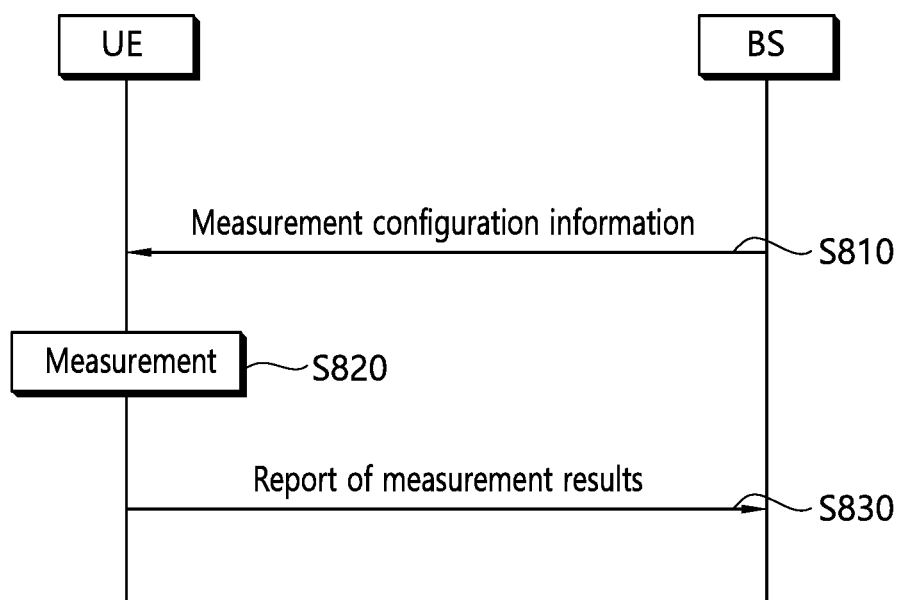 UE
BS
Measurement configuration information
S810
Measurement
S820
Report of measurement results
S830